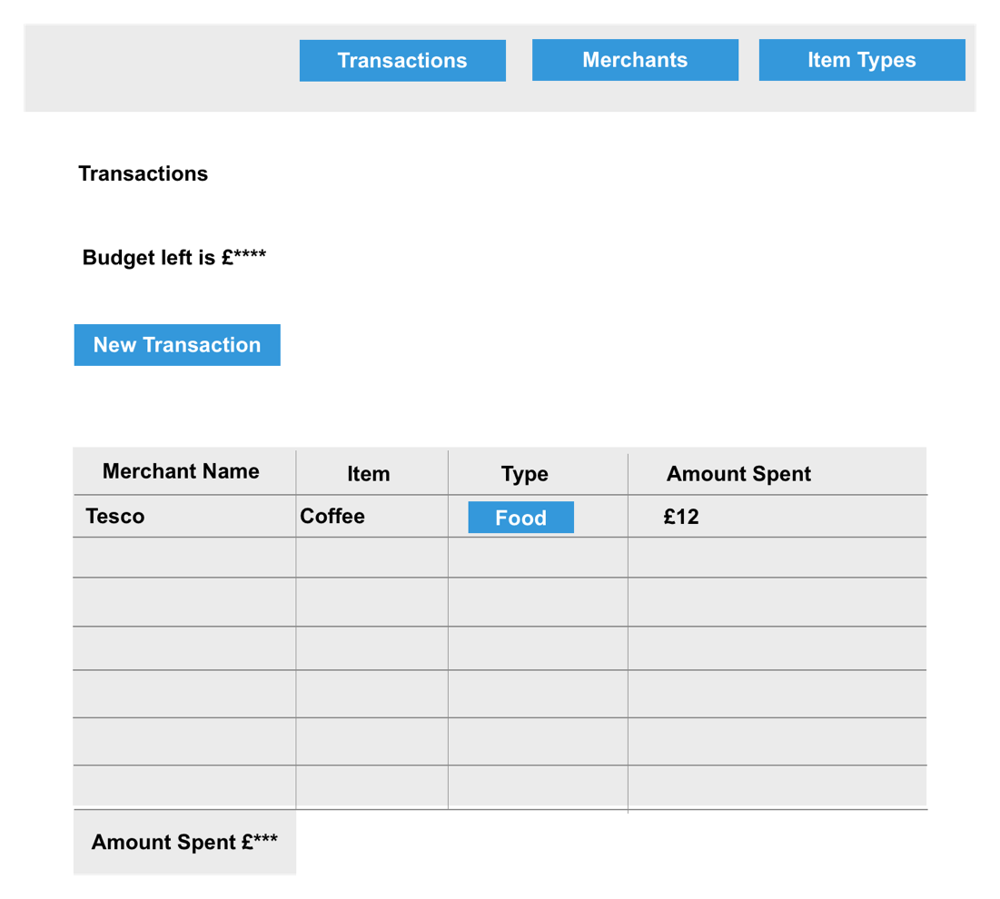 Transactions Merchants Item Types
Transactions
Budget left is £****
New Transaction
Merchant Name Item Type Amount Spent
Tesco Coffee Food £12
Amount Spent £***